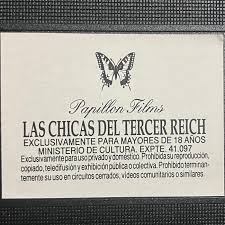 Papillon Films
LAS CHICAS DEL TERCER REICH
EXCLUSIVAMENTE PARA MAYORES DE 18 AÑOS
MINISTERIO DE CULTURA. EXPTE. 41.097
Exclusivamente para uso privado y doméstico. Prohibida su reproducción,
copiado, teledifusión y exhibición pública o colectiva. Prohibido terminan-
temente su uso en circuitos cerrados, vídeos comunitarios o similares.